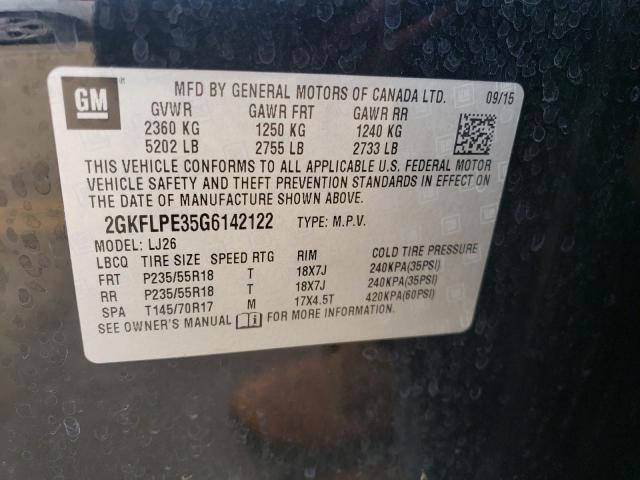 GM
MFD BY GENERAL MOTORS OF CANADA LTD. 09/15
GVWR GAWR FRT GAWR RR
2360 KG 1250 KG 1240 KG
5202 LB 2755 LB 2733 LB
THIS VEHICLE CONFORMS TO ALL APPLICABLE U.S. FEDERAL MOTOR
VEHICLE SAFETY AND THEFT PREVENTION STANDARDS IN EFFECT ON
THE DATE OF MANUFACTURE SHOWN ABOVE.
2GKFLPE35G6142122 TYPE: M.P.V.
MODEL: LJ26
LBCQ TIRE SIZE SPEED RTG RIM COLD TIRE PRESSURE
FRT P235/55R18 T 18X7J 240KPA(35PSI)
RR P235/55R18 T 18X7J 240KPA(35PSI)
SPA T145/70R17 M 17X4.5T 420KPA(60PSI)
SEE OWNER'S MANUAL i FOR MORE INFORMATION.